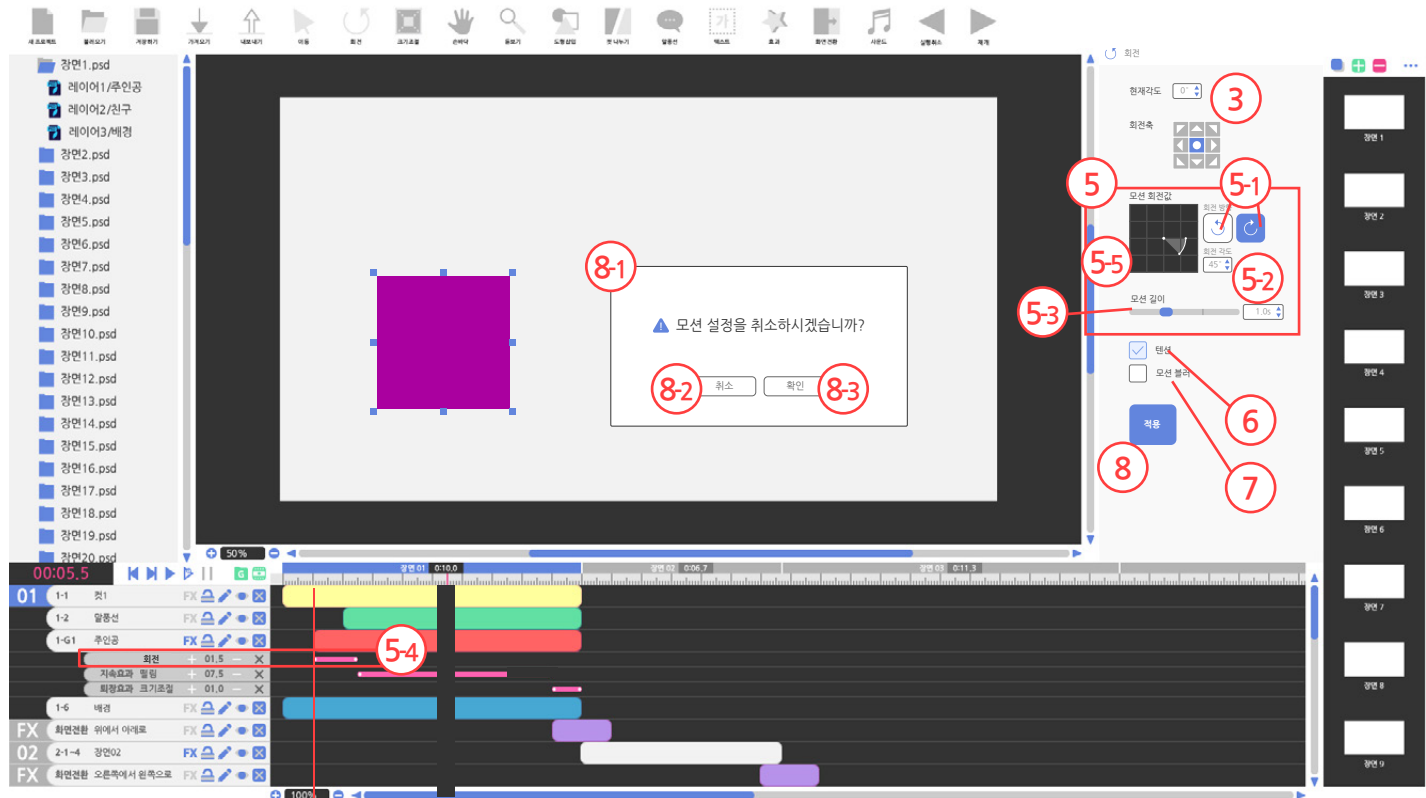 새 프로젝트 불러오기 저장하기 가져오기 내보내기 이동 회전 크기조절 손바닥 돋보기 도형삽입 컷 나누기 말풍선 텍스트 효과 화면전환 사운드 실행취소 재개
가
장면1.psd
레이어1/주인공
레이어2/친구
레이어3/배경
장면2.psd
장면3.psd
장면4.psd
장면5.psd
장면6.psd
장면7.psd
장면8.psd
장면9.psd
장면10.psd
장면11.psd
장면12.psd
장면13.psd
장면14.psd
장면15.psd
장면16.psd
장면17.psd
장면18.psd
장면19.psd
장면20.psd
8-1
모션 설정을 취소하시겠습니까?
8-2 취소 확인 8-3
50%
회전
현재각도 0° 3
회전축
5 5-1
모션 회전값
회전 방향
5-5
회전 각도
45° 5-2
5-3 모션 길이
1.0s
텐션
모션 블러
6
적용
8
7
장면 1
장면 2
장면 3
장면 4
장면 5
장면 6
장면 7
장면 8
장면 9
00:05.5 G
장면 01 0:10.0 장면 02 0:06.7 장면 03 0:11.3
01 1-1 컷1 FX
1-2 말풍선 FX
1-G1 주인공 FX
회전 + 01.5 − X 5-4
지속효과 떨림 + 07.5 − X
퇴장효과 크기조절 + 01.0 − X
1-6 배경 FX
FX 화면전환 위에서 아래로 FX
02 2-1~4 장면02 FX
FX 화면전환 오른쪽에서 왼쪽으로 FX
100%